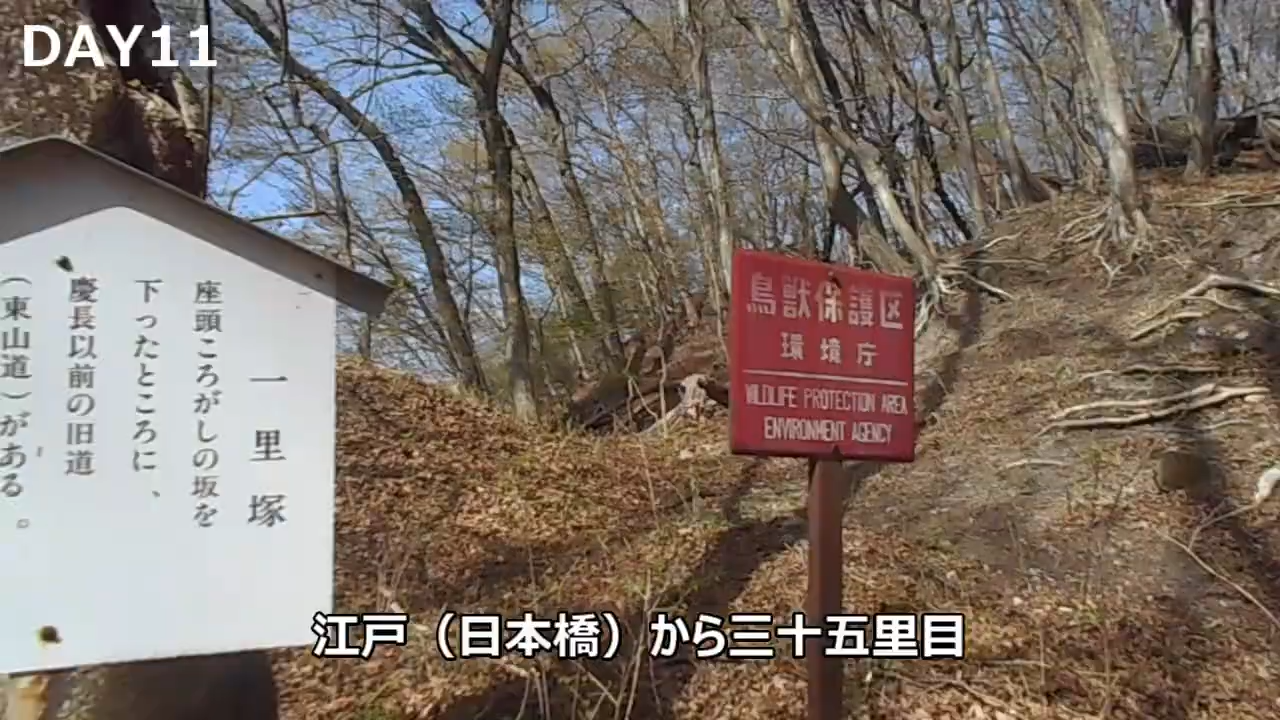 DAY11
一里塚
座頭ころがしの坂を
下ったところに、
慶長以前の旧道
（東山道）がある。
鳥獣保護区
環境庁
WILDLIFE PROTECTION AREA
ENVIRONMENT AGENCY
江戸（日本橋）から三十五里目